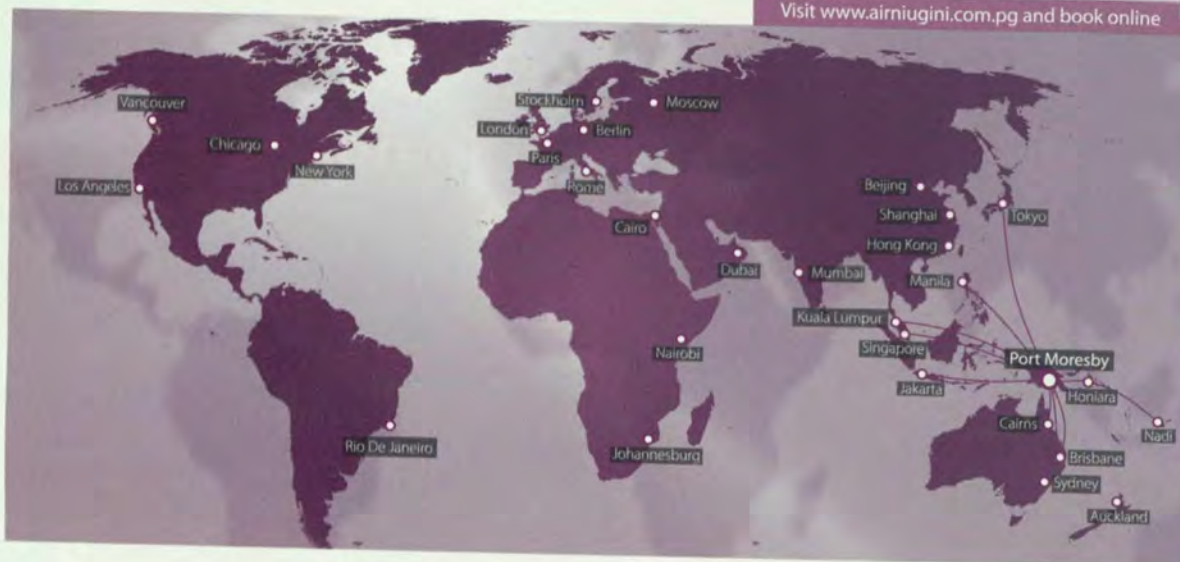 Visit www.airniugini.com.pg and book online
Vancouver
Stockholm
Moscow
London
Berlin
Chicago
Paris
New York
Rome
Los Angeles
Beijing
Shanghai
Tokyo
Cairo
Hong Kong
Dubai
Mumbai
Manila
Kuala Lumpur
Singapore
Nairobi
Port Moresby
Jakarta
Honiara
Cairns
Nadi
Rio De Janeiro
Johannesburg
Brisbane
Sydney
Auckland